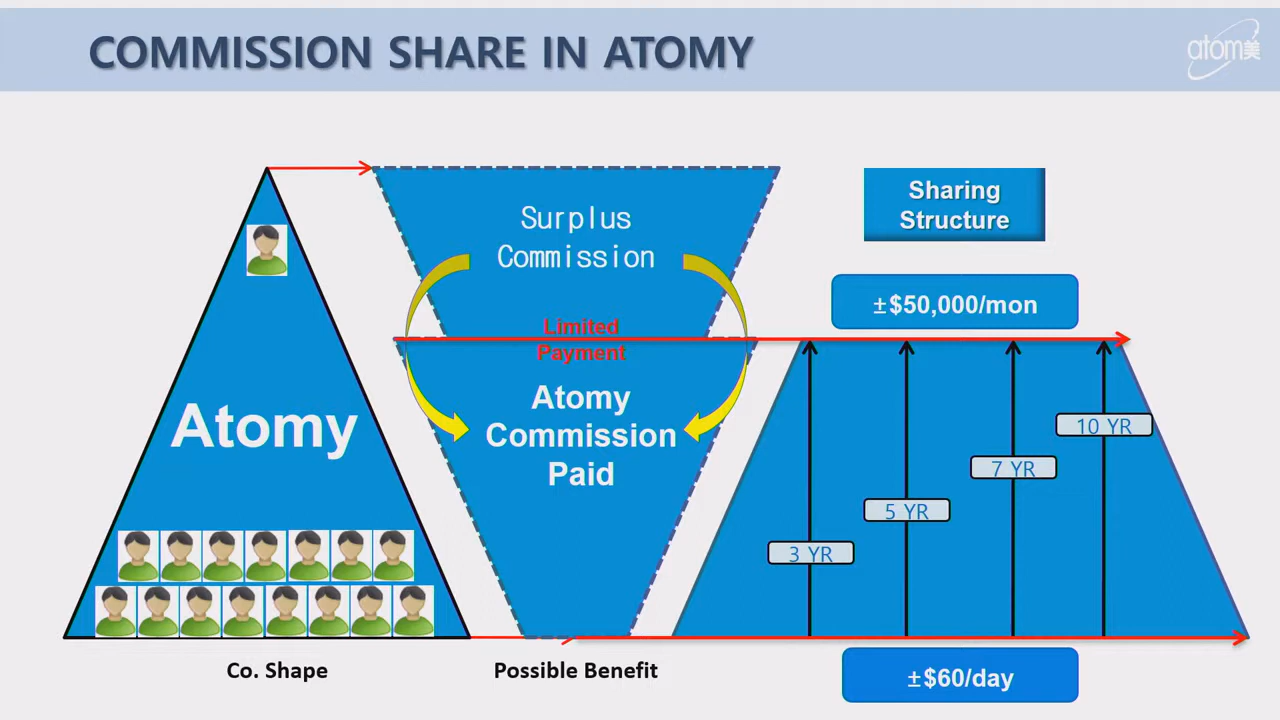 COMMISSION SHARE IN ATOMY
atom美
Surplus
Commission
Sharing
Structure
±$50,000/mon
Limited
Payment
Atomy
Atomy
Commission
Paid
10 YR
7 YR
5 YR
3 YR
Co. Shape
Possible Benefit
±$60/day